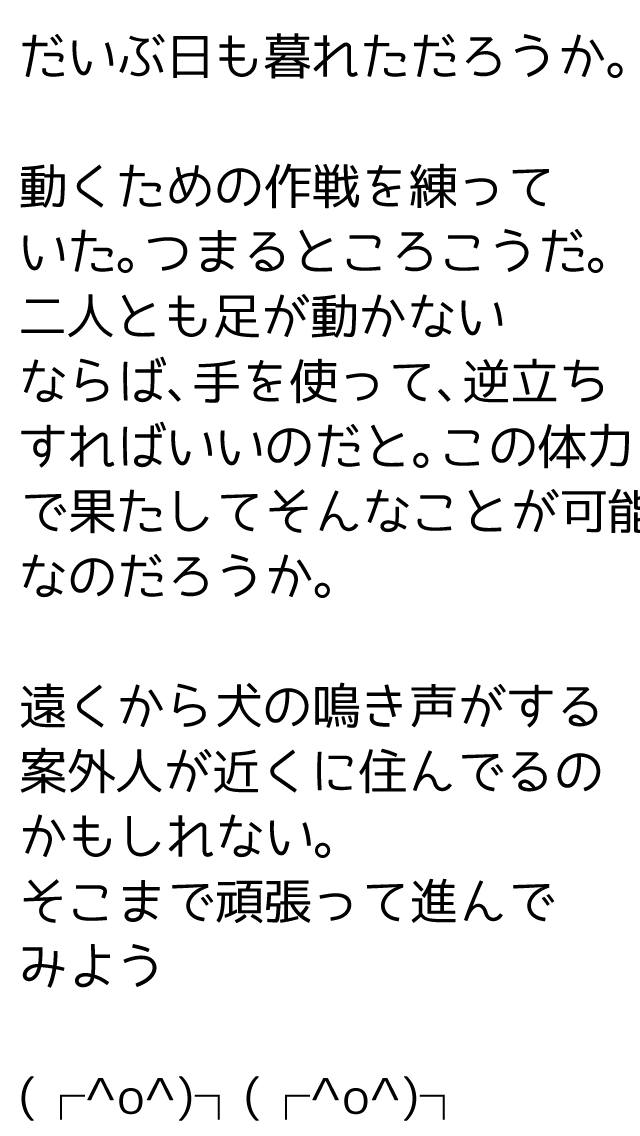 だいぶ日も暮れただろうか。
動くための作戦を練って
いた。つまるところこうだ。
二人とも足が動かない
ならば、手を使って、逆立ち
すればいいのだと。この体力
で果たしてそんなことが可能
なのだろうか。
遠くから犬の鳴き声がする
案外人が近くに住んでるの
かもしれない。
そこまで頑張って進んで
みよう
(┌^o^)┐(┌^o^)┐